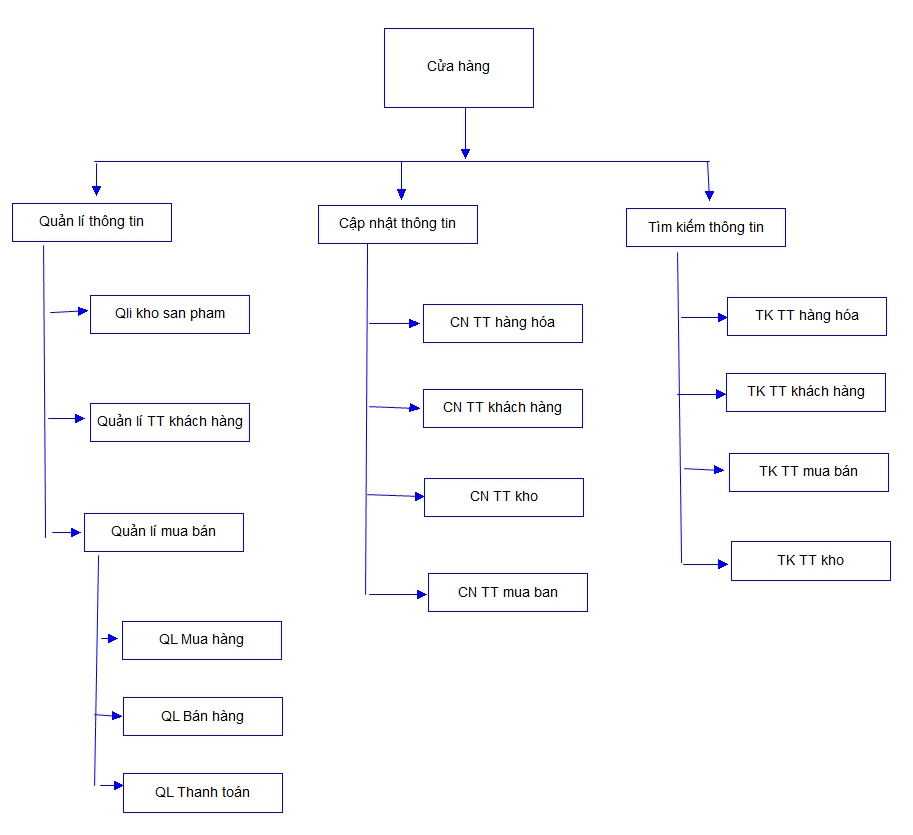 Cửa hàng
Quản lí thông tin
Qli kho san pham
Quản lí TT khách hàng
Quản lí mua bán
QL Mua hàng
QL Bán hàng
QL Thanh toán
Cập nhật thông tin
CN TT hàng hóa
CN TT khách hàng
CN TT kho
CN TT mua ban
Tìm kiếm thông tin
TK TT hàng hóa
TK TT khách hàng
TK TT mua bán
TK TT kho